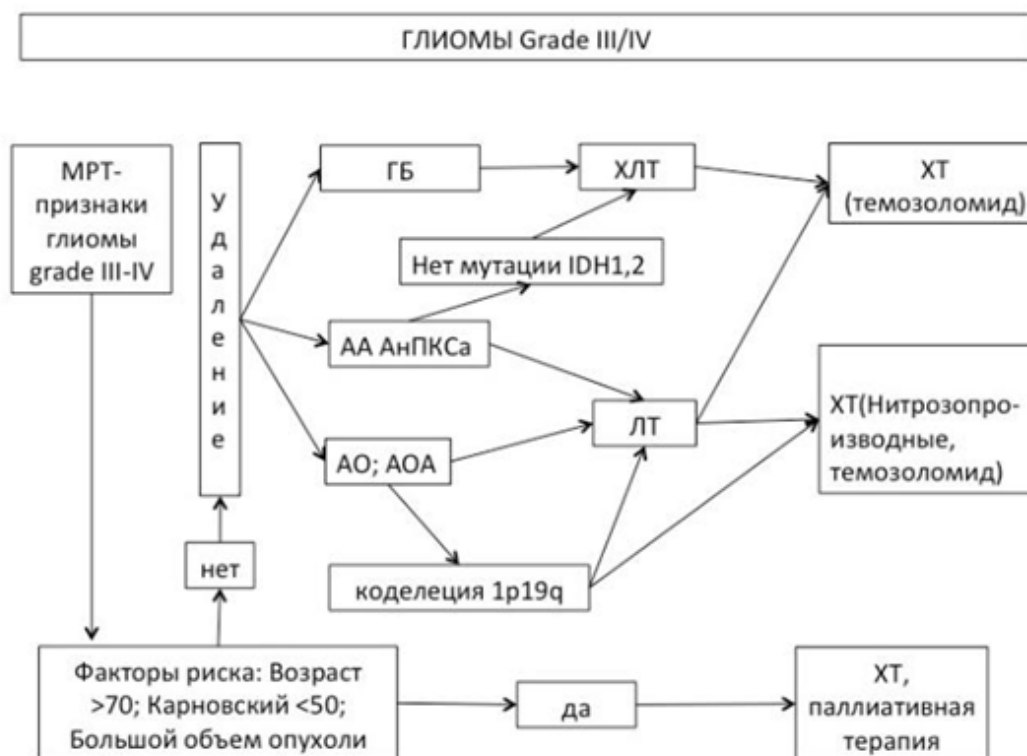 ГЛИОМЫ Grade III/IV
МРТ-
признаки
глиомы
grade III-IV
Удаление
ГБ
ХЛТ
ХТ
(темозоломид)
Нет мутации IDH1,2
АА АнПКСа
ЛТ
ХТ(Нитрозопро-
изводные,
темозоломид)
АО; АОА
нет
коделеция 1p19q
Факторы риска: Возраст
>70; Карновский <50;
Большой объем опухоли
да
ХТ,
паллиативная
терапия